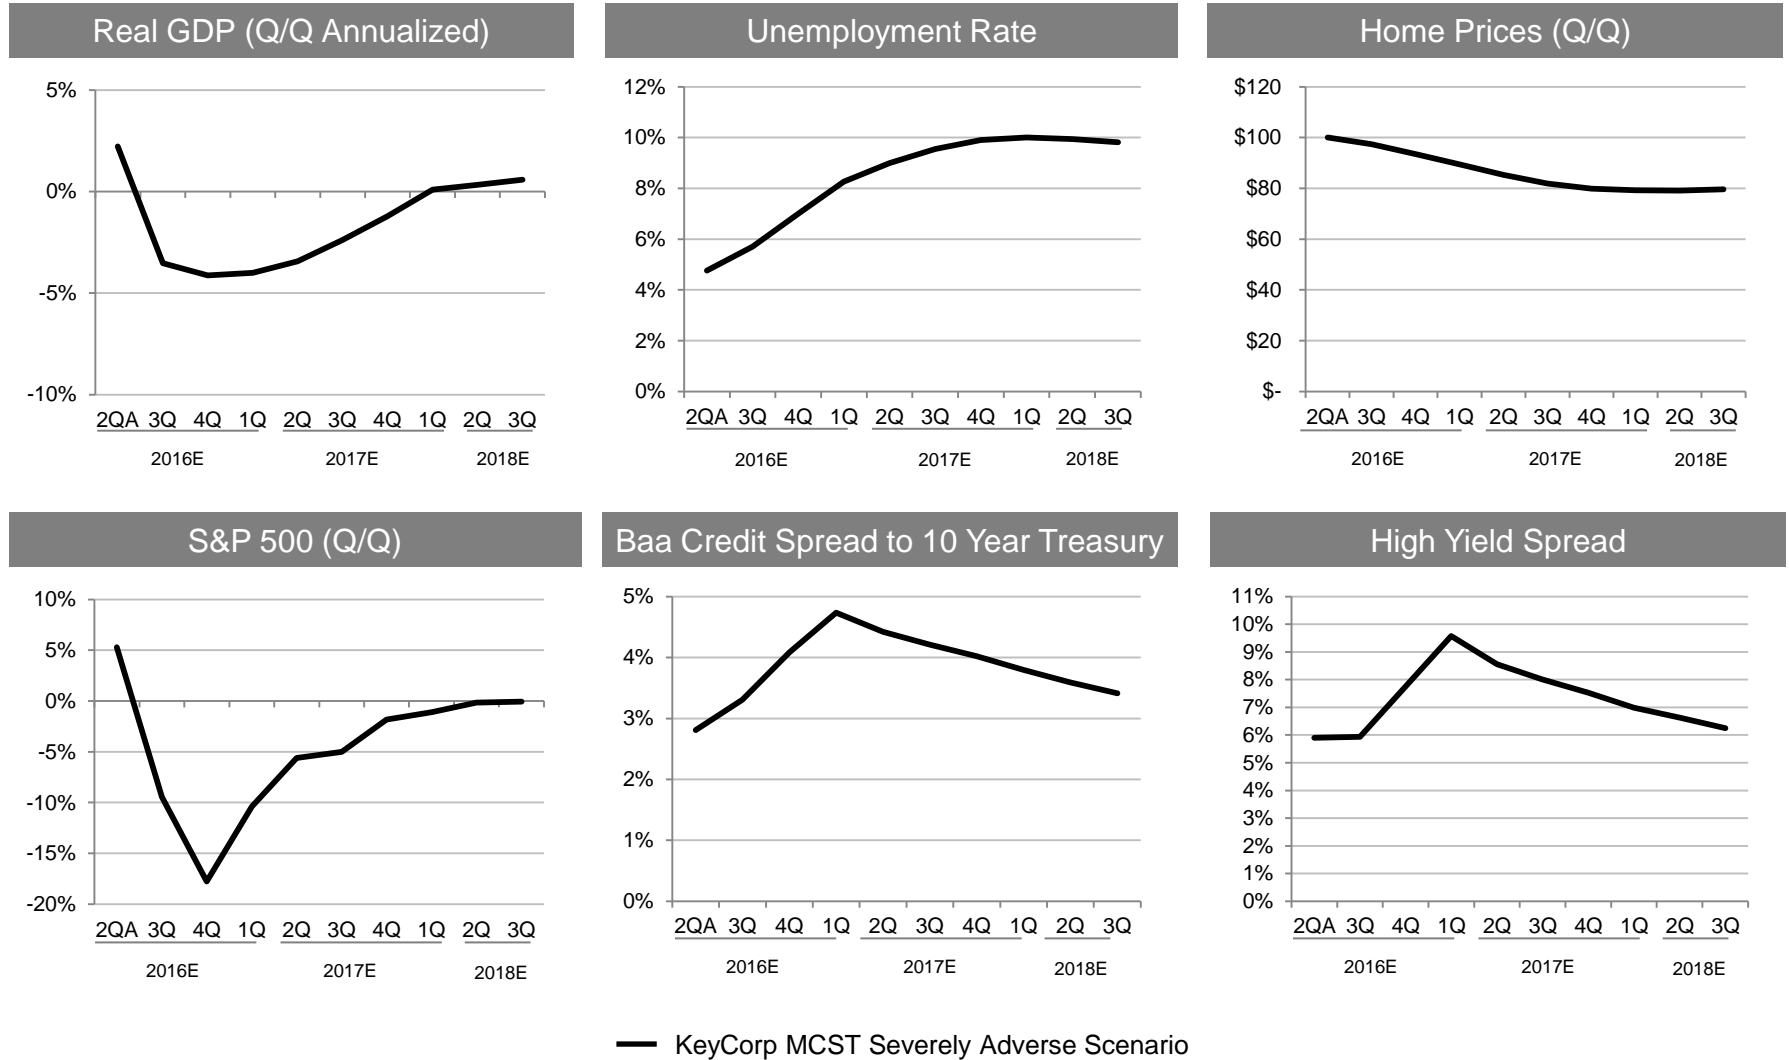 Real GDP (Q/Q Annualized)
5%
0%
-5%
-10%
2QA 3Q 4Q 1Q 2Q 3Q 4Q 1Q 2Q 3Q
2016E 2017E 2018E
Unemployment Rate
12%
10%
8%
6%
4%
2%
0%
2QA 3Q 4Q 1Q 2Q 3Q 4Q 1Q 2Q 3Q
2016E 2017E 2018E
Home Prices (Q/Q)
$120
$100
$80
$60
$40
$20
$-
2QA 3Q 4Q 1Q 2Q 3Q 4Q 1Q 2Q 3Q
2016E 2017E 2018E
S&P 500 (Q/Q)
10%
5%
0%
-5%
-10%
-15%
-20%
2QA 3Q 4Q 1Q 2Q 3Q 4Q 1Q 2Q 3Q
2016E 2017E 2018E
Baa Credit Spread to 10 Year Treasury
5%
4%
3%
2%
1%
0%
2QA 3Q 4Q 1Q 2Q 3Q 4Q 1Q 2Q 3Q
2016E 2017E 2018E
High Yield Spread
11%
10%
9%
8%
7%
6%
5%
4%
3%
2%
1%
0%
2QA 3Q 4Q 1Q 2Q 3Q 4Q 1Q 2Q 3Q
2016E 2017E 2018E
KeyCorp MCST Severely Adverse Scenario